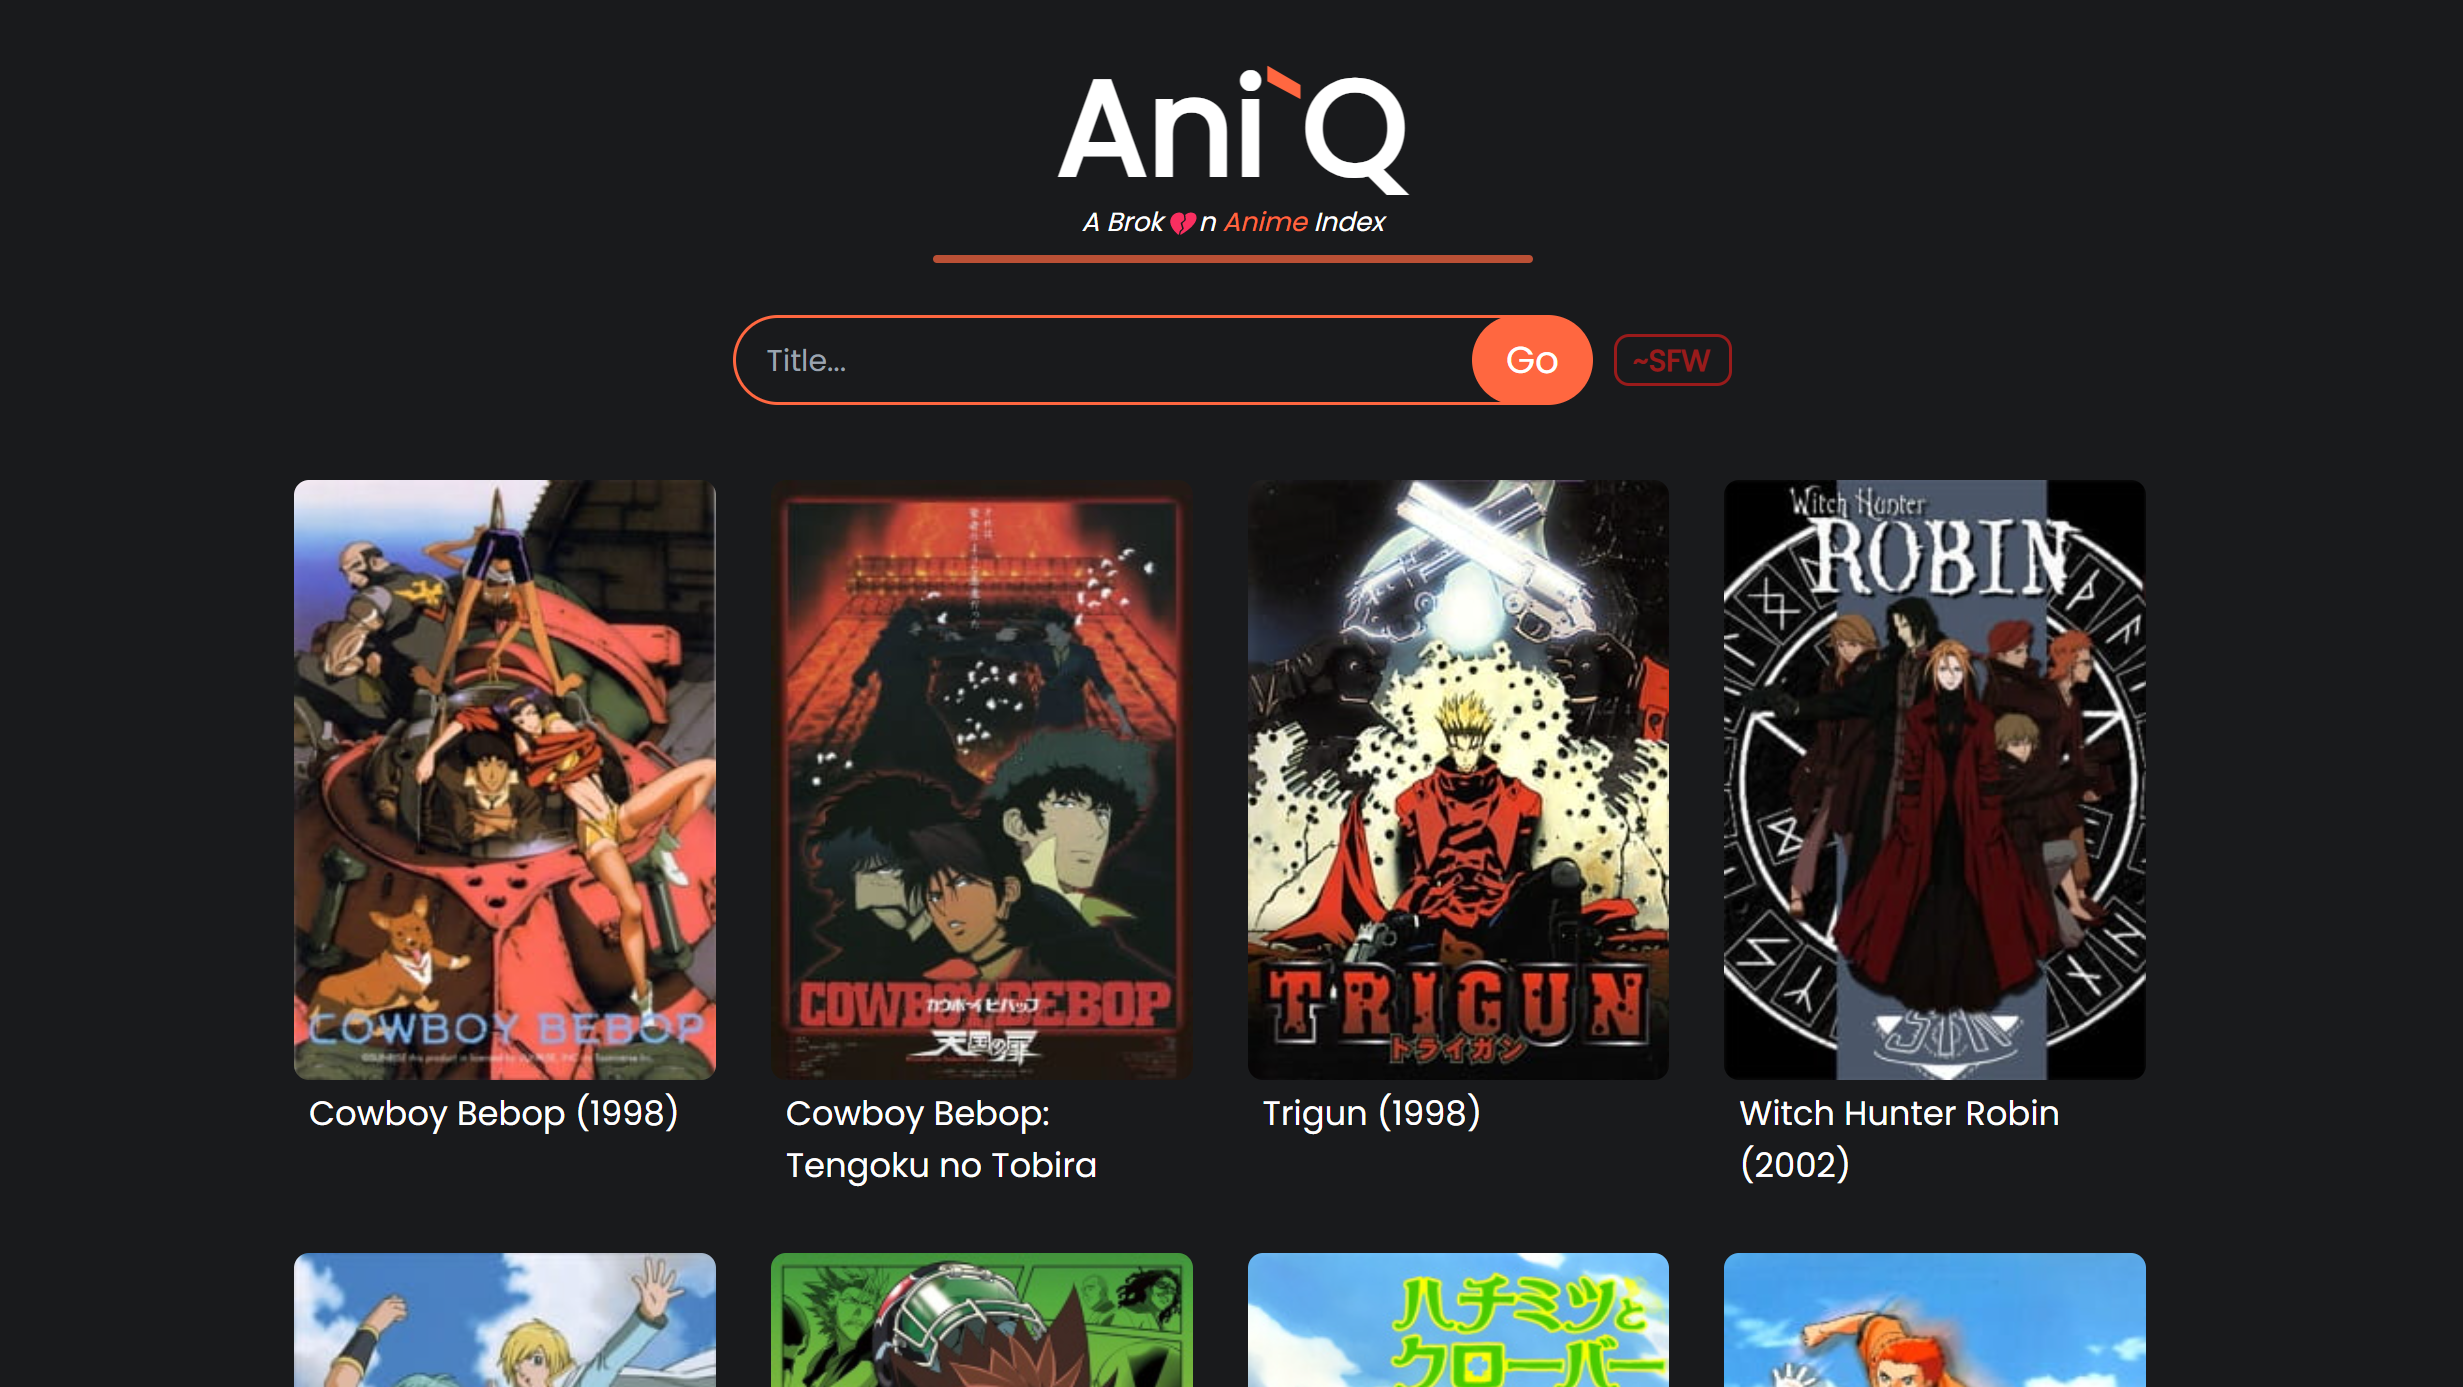 Ani`Q
A Brok💔n Anime Index
Title...
Go
~SFW
COWBOY BEBOP
COWBOY BEBOP
カウボーイビバップ
天国の扉
TRIGUN
トライガン
Witch Hunter
ROBIN
Cowboy Bebop (1998)
Cowboy Bebop:
Tengoku no Tobira
Trigun (1998)
Witch Hunter Robin
(2002)
ハチミツと
クローバー